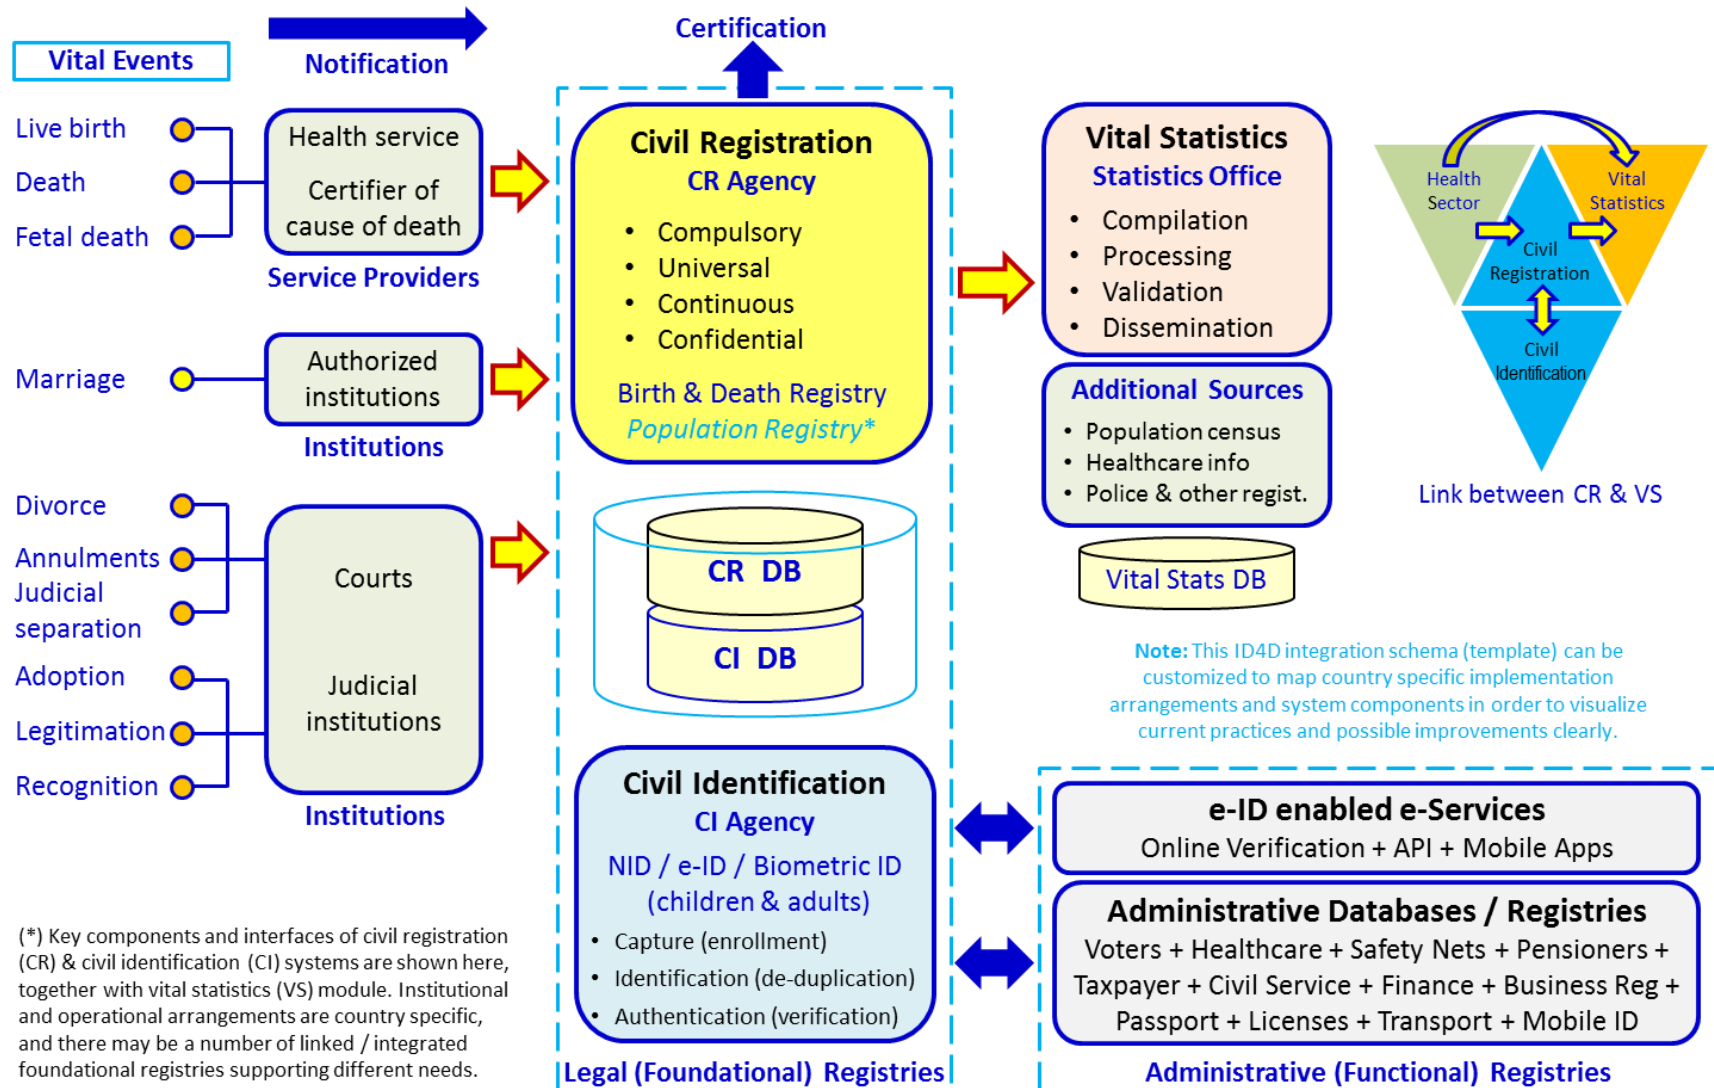 Vital Events
Notification
Certification
Live birth
Death
Fetal death
Health service
Certifier of
cause of death
Service Providers
Marriage
Authorized
institutions
Institutions
Divorce
Annulments
Judicial
separation
Adoption
Legitimation
Recognition
Courts
Judicial
institutions
Institutions
(*) Key components and interfaces of civil registration
(CR) & civil identification (CI) systems are shown here,
together with vital statistics (VS) module. Institutional
and operational arrangements are country specific,
and there may be a number of linked / integrated
foundational registries supporting different needs.
Civil Registration
CR Agency
• Compulsory
• Universal
• Continuous
• Confidential
Birth & Death Registry
Population Registry*
CR DB
CI DB
Civil Identification
CI Agency
NID / e-ID / Biometric ID
(children & adults)
• Capture (enrollment)
• Identification (de-duplication)
• Authentication (verification)
Legal (Foundational) Registries
Vital Statistics
Statistics Office
• Compilation
• Processing
• Validation
• Dissemination
Additional Sources
• Population census
• Healthcare info
• Police & other regist.
Vital Stats DB
Health
Sector
Vital
Statistics
Civil
Registration
Civil
Identification
Link between CR & VS
Note: This ID4D integration schema (template) can be
customized to map country specific implementation
arrangements and system components in order to visualize
current practices and possible improvements clearly.
e-ID enabled e-Services
Online Verification + API + Mobile Apps
Administrative Databases / Registries
Voters + Healthcare + Safety Nets + Pensioners +
Taxpayer + Civil Service + Finance + Business Reg +
Passport + Licenses + Transport + Mobile ID
Administrative (Functional) Registries